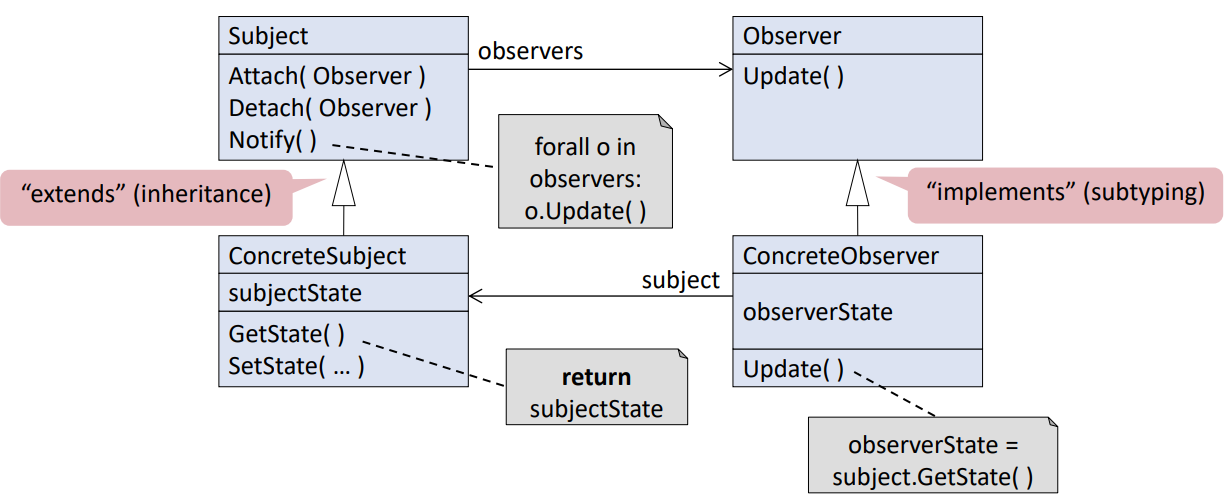 Subject
Attach( Observer )
Detach( Observer )
Notify( )
observers
Observer
Update( )
forall o in
observers:
o.Update( )
“extends” (inheritance)
“implements” (subtyping)
ConcreteSubject
subjectState
GetState( )
SetState( ... )
subject
ConcreteObserver
observerState
Update( )
return
subjectState
observerState =
subject.GetState( )